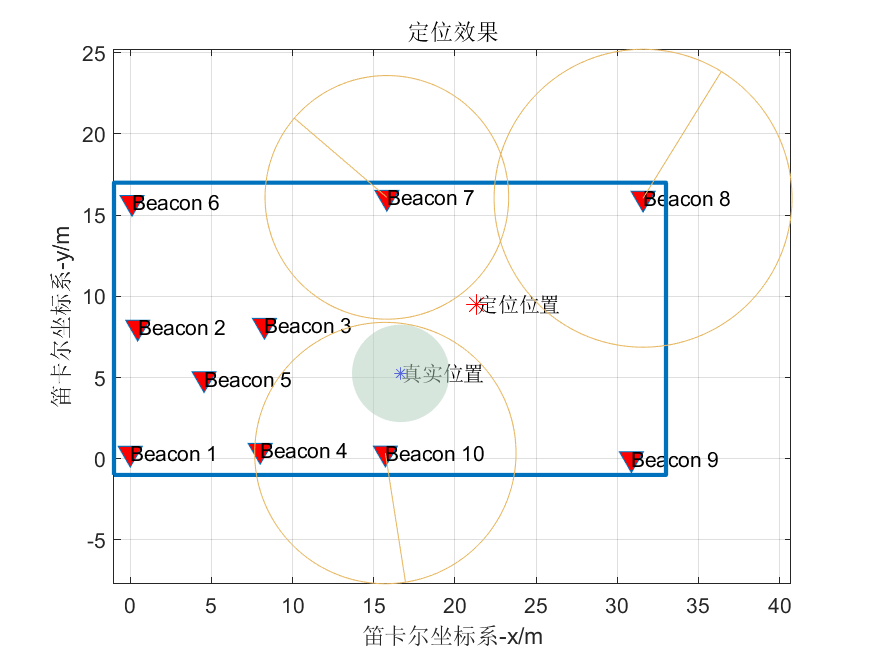 定位效果
25
20
15
10
5
0
-5
Beacon 6
Beacon 7
Beacon 8
定位位置
Beacon 2
Beacon 3
Beacon 5
真实位置
Beacon 1
Beacon 4
Beacon 10
Beacon 9
0 5 10 15 20 25 30 35 40
笛卡尔坐标系-x/m
笛卡尔坐标系-y/m